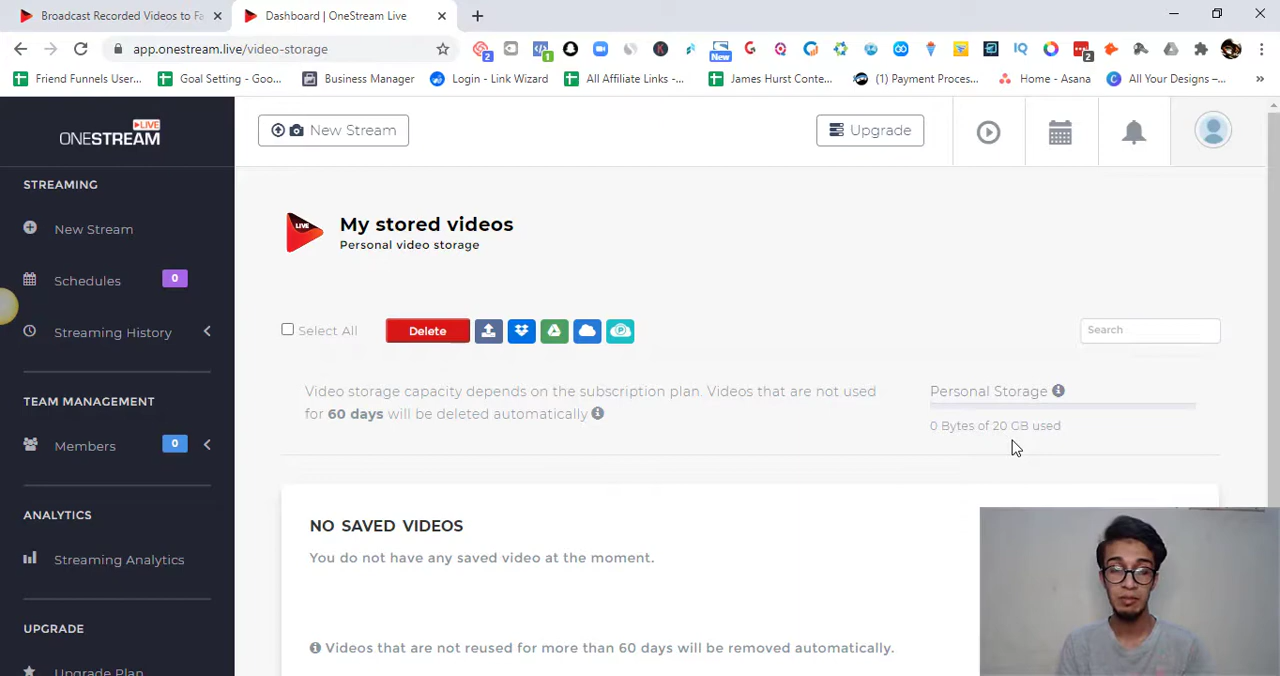 Broadcast Recorded Videos to Fa
Dashboard | OneStream Live
app.onestream.live/video-storage
2
1
New
IQ
2
Friend Funnels User...
Goal Setting - Goo...
Business Manager
Login - Link Wizard
All Affiliate Links -...
James Hurst Conte...
(1) Payment Proces...
Home - Asana
All Your Designs –...
»
ONESTREAM LIVE
New Stream
Upgrade
STREAMING
New Stream
Schedules
0
Streaming History
TEAM MANAGEMENT
Members
0
ANALYTICS
Streaming Analytics
UPGRADE
Upgrade Plan
LIVE
My stored videos
Personal video storage
Select All
Delete
Search
Video storage capacity depends on the subscription plan. Videos that are not used
for 60 days will be deleted automatically
Personal Storage
0 Bytes of 20 GB used
NO SAVED VIDEOS
You do not have any saved video at the moment.
Videos that are not reused for more than 60 days will be removed automatically.